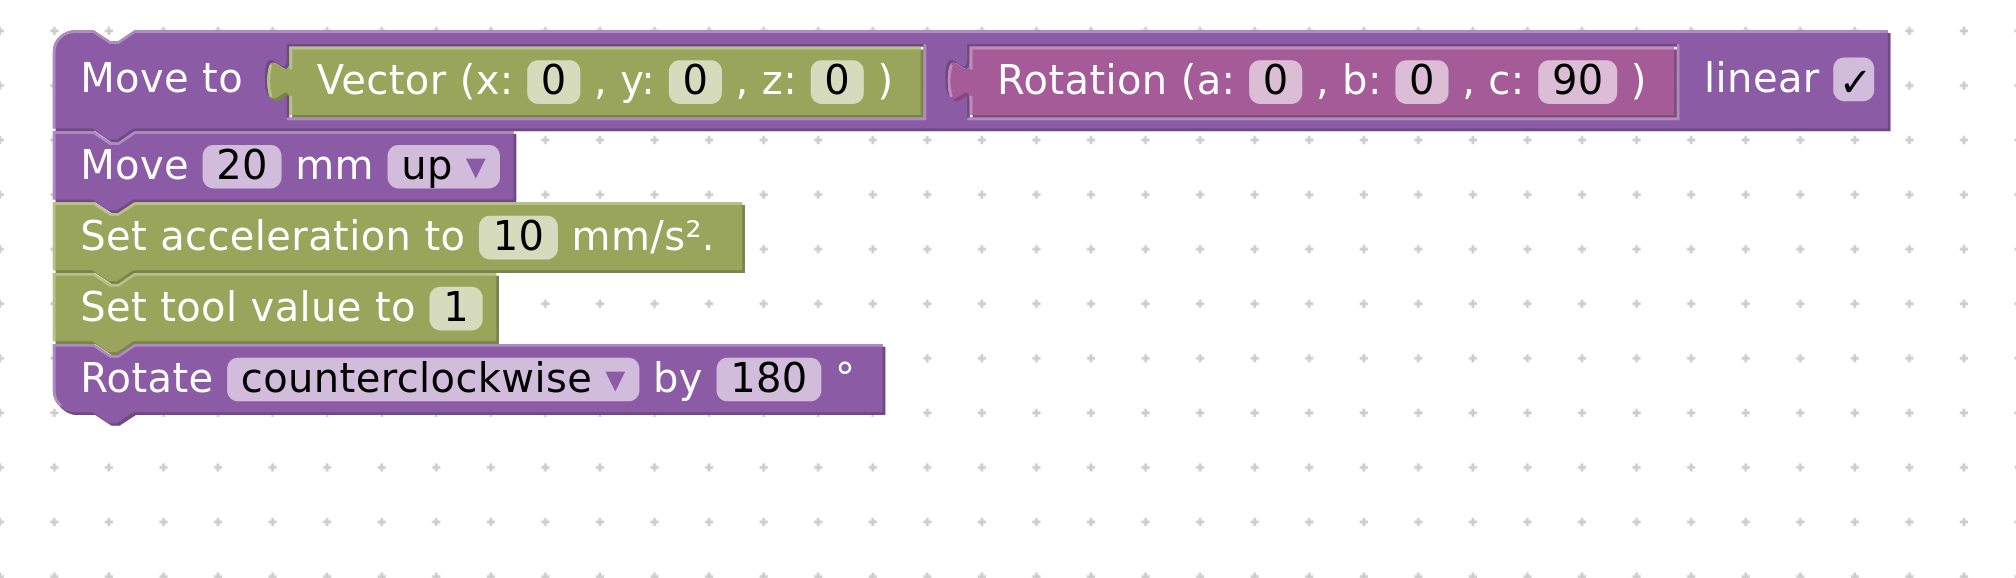 Move to Vector (x: 0 , y: 0 , z: 0 ) Rotation (a: 0 , b: 0 , c: 90 ) linear ✓
Move 20 mm up ▼
Set acceleration to 10 mm/s².
Set tool value to 1
Rotate counterclockwise ▼ by 180 °